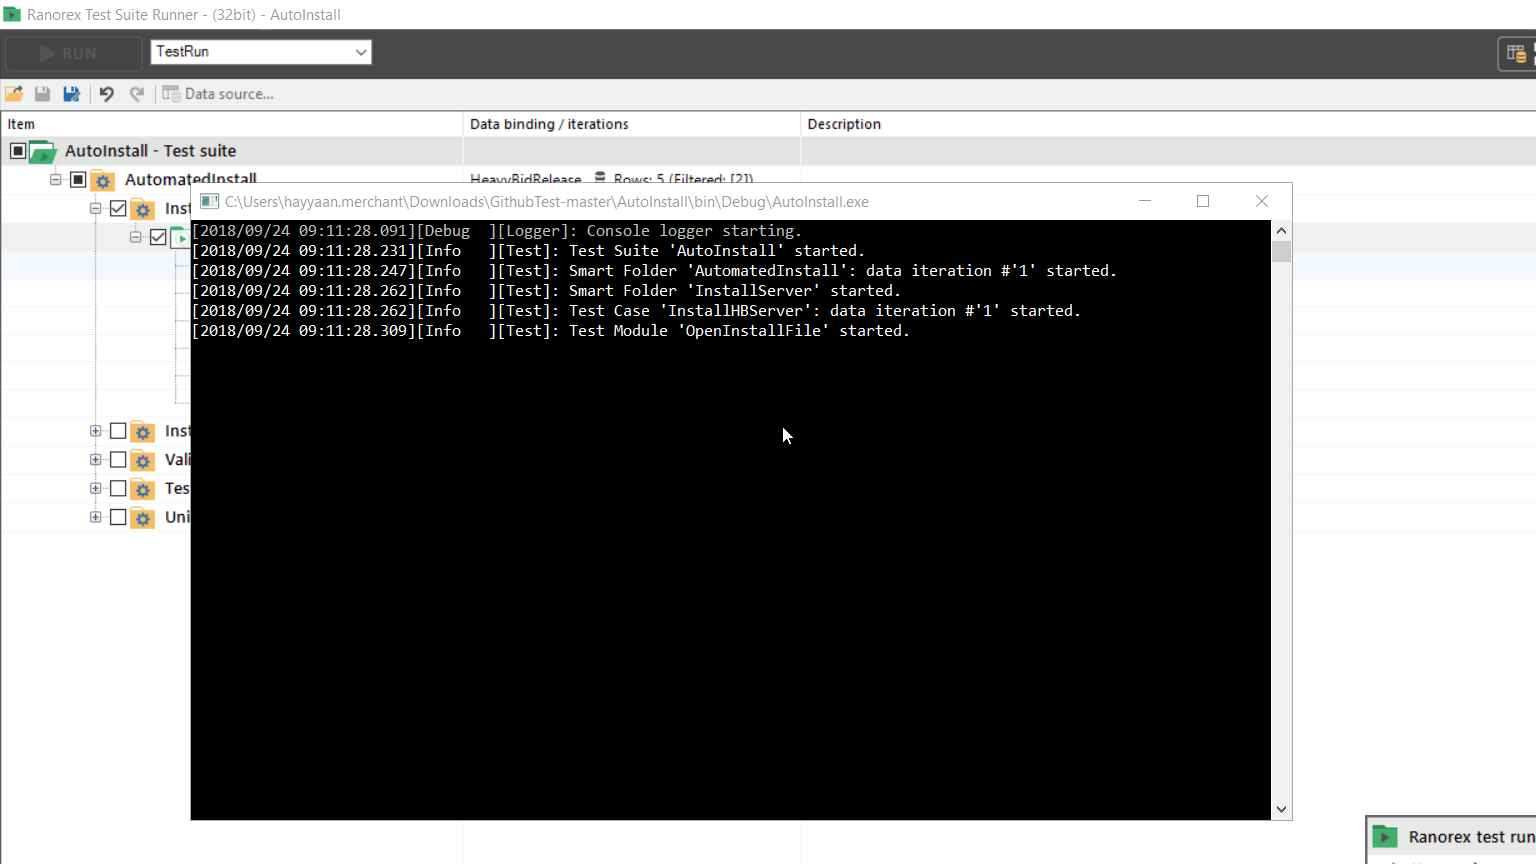 Ranorex Test Suite Runner - (32bit) - AutoInstall
RUN
TestRun
Data source...
Item
Data binding / iterations
Description
AutoInstall - Test suite
AutomatedInstall
HeavyBidRelease
Rows: 5 (Filtered: [2])
Inst
C:\Users\hayyaan.merchant\Downloads\GithubTest-master\AutoInstall\bin\Debug\AutoInstall.exe
[2018/09/24 09:11:28.091][Debug  ][Logger]: Console logger starting.
[2018/09/24 09:11:28.231][Info   ][Test]: Test Suite 'AutoInstall' started.
[2018/09/24 09:11:28.247][Info   ][Test]: Smart Folder 'AutomatedInstall': data iteration #'1' started.
[2018/09/24 09:11:28.262][Info   ][Test]: Smart Folder 'InstallServer' started.
[2018/09/24 09:11:28.262][Info   ][Test]: Test Case 'InstallHBServer': data iteration #'1' started.
[2018/09/24 09:11:28.309][Info   ][Test]: Test Module 'OpenInstallFile' started.
Inst
Vali
Tes
Uni
Ranorex test run